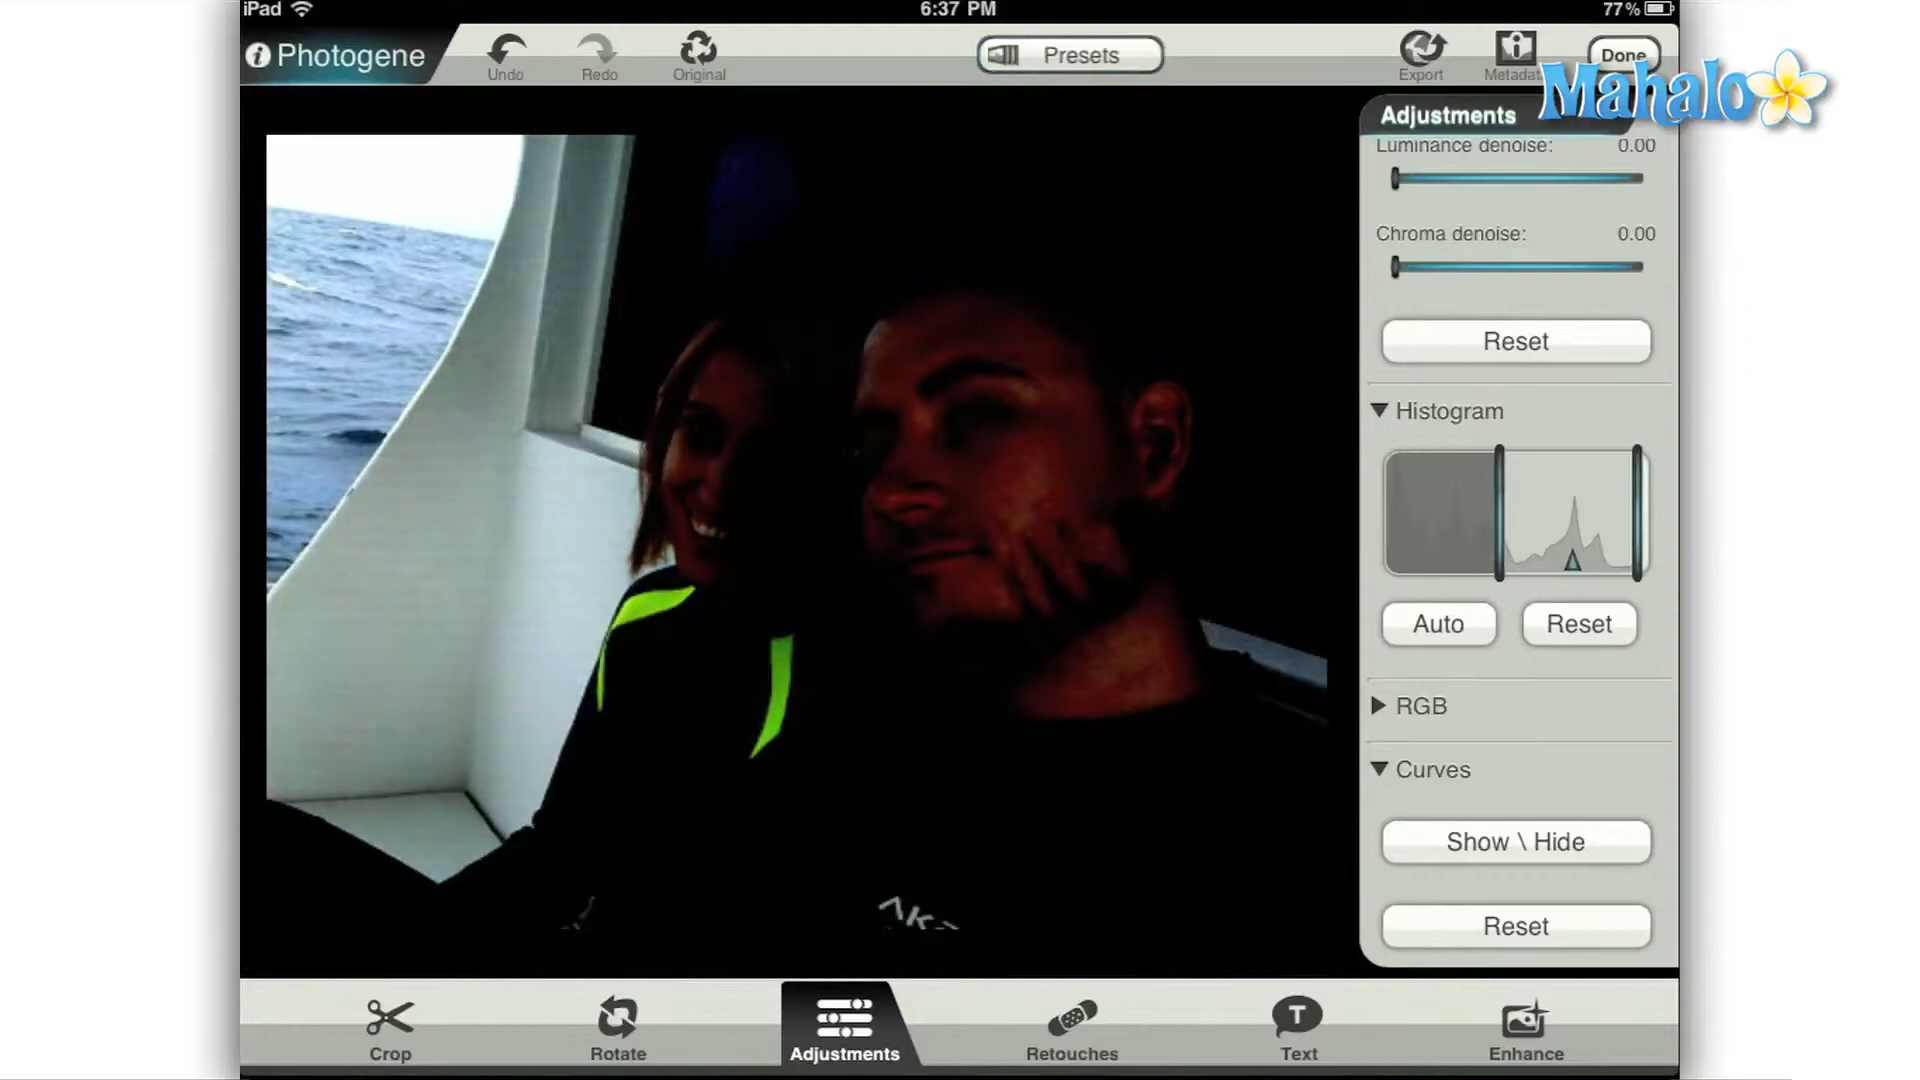 iPad
6:37 PM
77%
Photogene
Undo
Redo
Original
Presets
Export
Metadat
Done
Mahalo
Adjustments
Luminance denoise: 0.00
Chroma denoise: 0.00
Reset
Histogram
Auto Reset
RGB
Curves
Show \ Hide
Reset
Crop
Rotate
Adjustments
Retouches
T
Text
Enhance